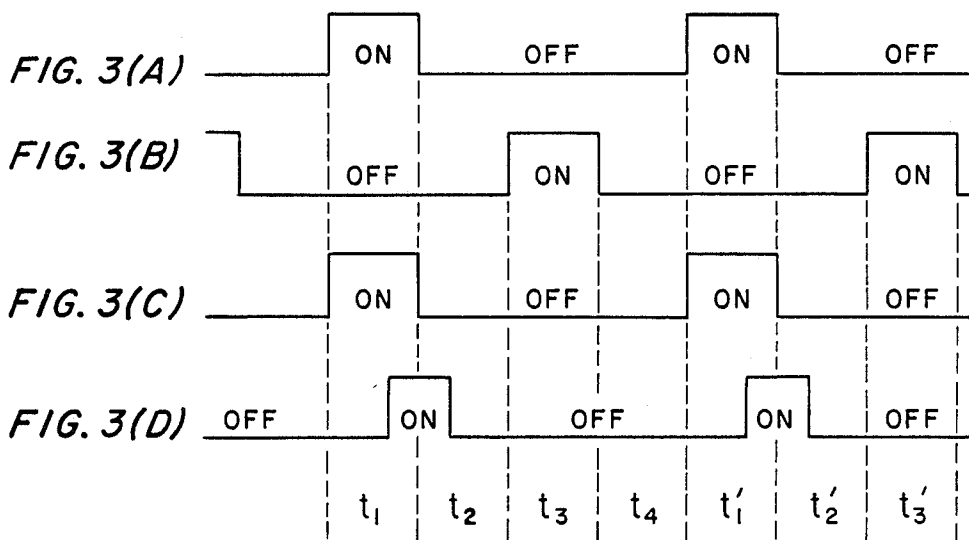 FIG. 3(A) ON OFF ON OFF
FIG. 3(B) OFF ON OFF ON
FIG. 3(C) ON OFF ON OFF
FIG. 3(D) OFF ON OFF ON OFF
t1 t2 t3 t4 t1' t2' t3'